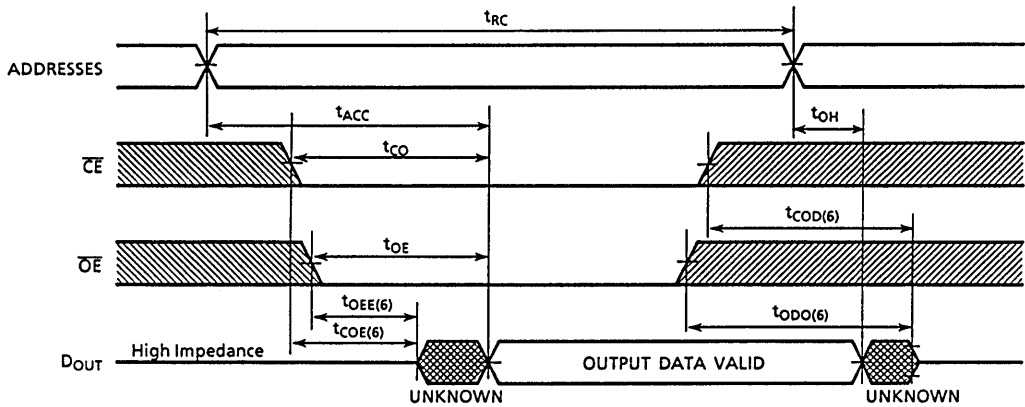 tRC
ADDRESSES
tACC
tOH
CE
tCO
tCOD(6)
OE
tOE
tOEE(6)
tODO(6)
tCOE(6)
DOUT
High Impedance
OUTPUT DATA VALID
UNKNOWN
UNKNOWN